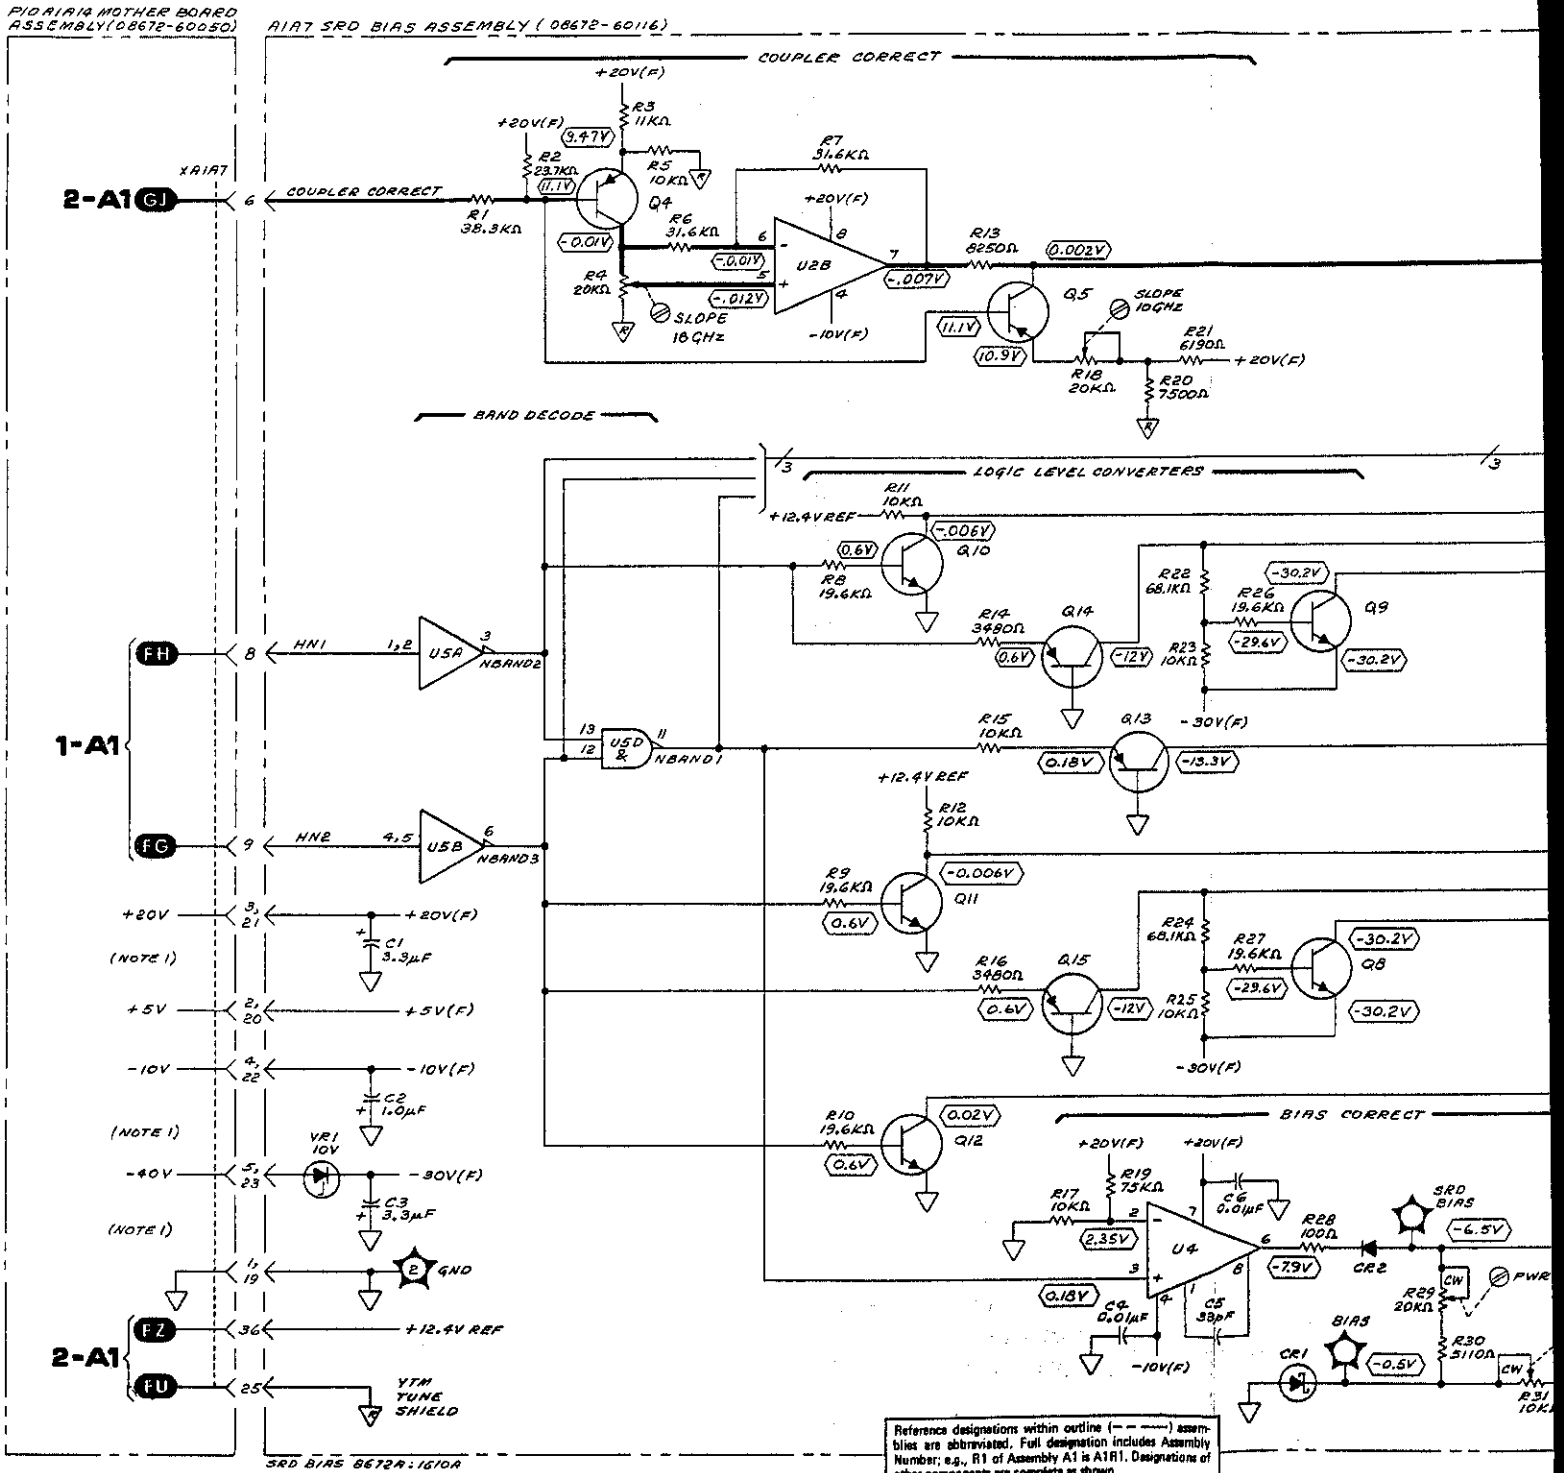 P/O A1A14 MOTHER BOARD
ASSEMBLY (08672-60050)
A1A7 SRD BIAS ASSEMBLY (08672-60116)
COUPLER CORRECT
+20V(F)
R3
11KΩ
+20V(F)
9.47V
R2
23.7KΩ
11.1V
R5
10KΩ
R
R7
31.6KΩ
XA1A7
2-A1 GJ
6
COUPLER CORRECT
R1
38.3KΩ
Q4
+20V(F)
R6
31.6KΩ
-0.01V
-0.01V
6
-
8
U2B
7
5
+
4
-.007V
-.012V
-10V(F)
R4
20KΩ
R
SLOPE
18GHz
R13
8250Ω
0.002V
Q5
11.1V
10.9V
SLOPE
10GHz
R18
20KΩ
R21
6190Ω
+20V(F)
R20
7500Ω
R
BAND DECODE
3
3
LOGIC LEVEL CONVERTERS
R11
10KΩ
+12.4V REF
-.006V
0.6V
Q10
R8
19.6KΩ
R14
3480Ω
Q14
0.6V
-12V
R22
68.1KΩ
-30.2V
R26
19.6KΩ
Q9
-29.6V
R23
10KΩ
-30.2V
-30V(F)
1-A1
FH
8
HN1
1,2
U5A
3
NBAND2
13
12
U5D
&
11
NBAND1
R15
10KΩ
Q13
0.18V
-13.3V
+12.4V REF
R12
10KΩ
FG
9
HN2
4,5
U5B
6
NBAND3
R9
19.6KΩ
-0.006V
0.6V
Q11
R24
68.1KΩ
R27
19.6KΩ
-30.2V
Q8
-29.6V
R25
10KΩ
-30.2V
-30V(F)
R16
3480Ω
Q15
0.6V
-12V
+20V
3,
21
+20V(F)
+
C1
3.3μF
(NOTE 1)
+5V
2,
20
+5V(F)
-10V
4,
22
-10V(F)
C2
+
1.0μF
(NOTE 1)
VR1
10V
-40V
5,
23
-30V(F)
C3
+
3.3μF
(NOTE 1)
1,
19
2
GND
R10
19.6KΩ
0.02V
0.6V
Q12
BIAS CORRECT
+20V(F)
+20V(F)
R19
75KΩ
R17
10KΩ
2.35V
2
-
7
C6
0.01μF
U4
6
3
+
4
1
8
0.18V
C4
0.01μF
C5
33pF
-10V(F)
R28
100Ω
-7.9V
CR2
SRD
BIAS
-6.5V
CW
R29
20KΩ
PWR
R30
5110Ω
CR1
BIAS
-0.5V
CW
R31
10K
2-A1
FZ
36
+12.4V REF
FU
25
YTM
TUNE
SHIELD
R
SRD BIAS 8672A:1610A
Reference designations within outline (— — — —) assem-
blies are abbreviated. Full designation includes Assembly
Number; e.g., R1 of Assembly A1 is A1R1. Designations of
other components are complete as shown.